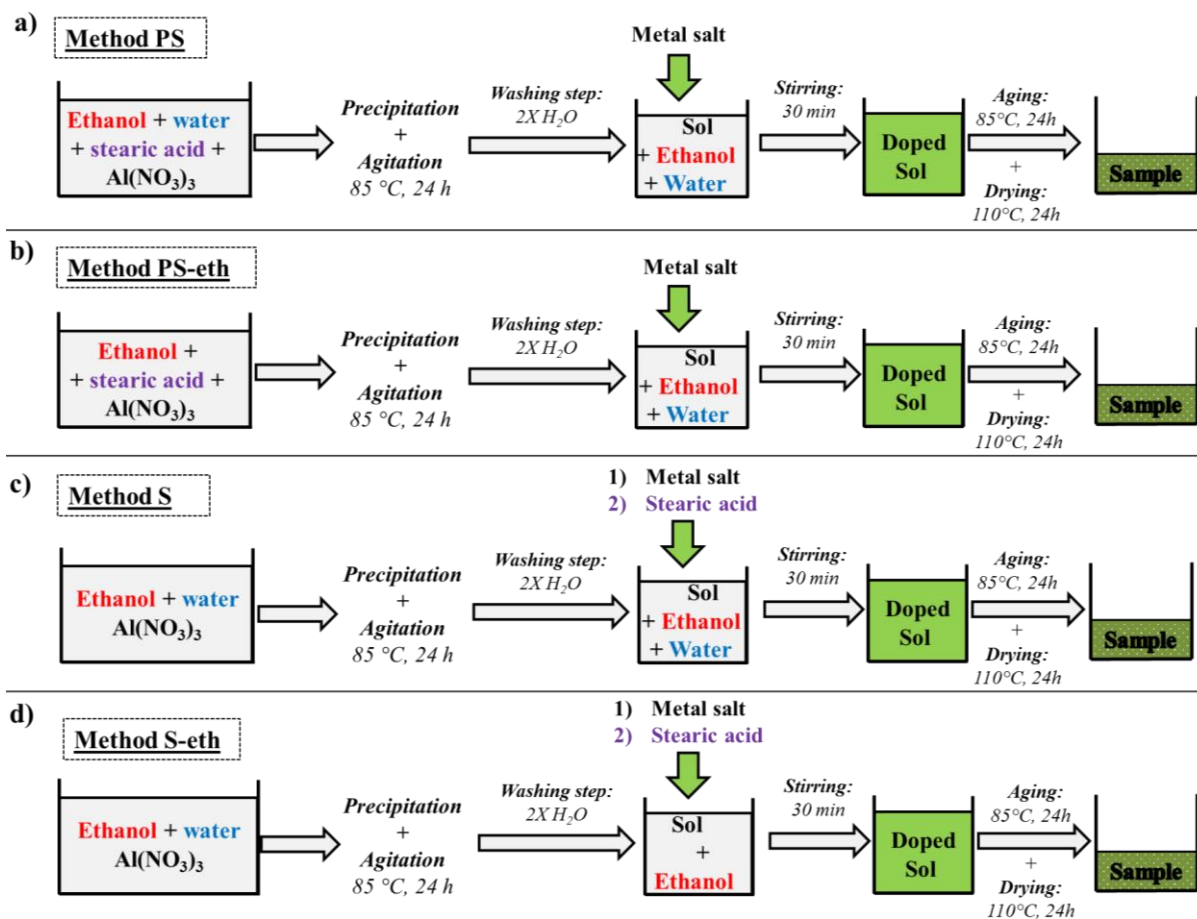 a)
Method PS
Ethanol + water
+ stearic acid +
Al(NO₃)₃
Precipitation
+
Agitation
85 °C, 24 h
Washing step:
2X H₂O
Metal salt
Sol
+ Ethanol
+ Water
Stirring:
30 min
Doped
Sol
Aging:
85°C, 24h
+
Drying:
110°C, 24h
Sample
b)
Method PS-eth
Ethanol +
+ stearic acid +
Al(NO₃)₃
Precipitation
+
Agitation
85 °C, 24 h
Washing step:
2X H₂O
Metal salt
Sol
+ Ethanol
+ Water
Stirring:
30 min
Doped
Sol
Aging:
85°C, 24h
+
Drying:
110°C, 24h
Sample
c)
Method S
Ethanol + water
Al(NO₃)₃
Precipitation
+
Agitation
85 °C, 24 h
Washing step:
2X H₂O
1) Metal salt
2) Stearic acid
Sol
+ Ethanol
+ Water
Stirring:
30 min
Doped
Sol
Aging:
85°C, 24h
+
Drying:
110°C, 24h
Sample
d)
Method S-eth
Ethanol + water
Al(NO₃)₃
Precipitation
+
Agitation
85 °C, 24 h
Washing step:
2X H₂O
1) Metal salt
2) Stearic acid
Sol
+
Ethanol
Stirring:
30 min
Doped
Sol
Aging:
85°C, 24h
+
Drying:
110°C, 24h
Sample